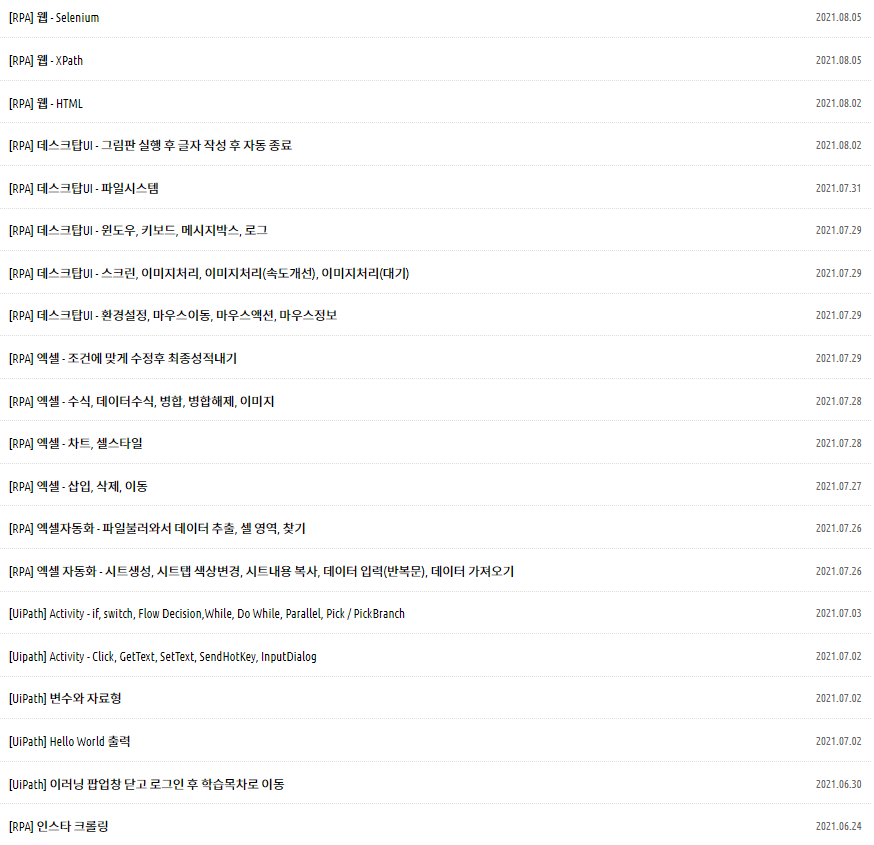 [RPA] 웹 - Selenium 2021.08.05
[RPA] 웹 - XPath 2021.08.05
[RPA] 웹 - HTML 2021.08.02
[RPA] 데스크탑UI - 그림판 실행 후 글자 작성 후 자동 종료 2021.08.02
[RPA] 데스크탑UI - 파일시스템 2021.07.31
[RPA] 데스크탑UI - 윈도우, 키보드, 메시지박스, 로그 2021.07.29
[RPA] 데스크탑UI - 스크린, 이미지처리, 이미지처리(속도개선), 이미지처리(대기) 2021.07.29
[RPA] 데스크탑UI - 환경설정, 마우스이동, 마우스액션, 마우스정보 2021.07.29
[RPA] 엑셀 - 조건에 맞게 수정후 최종성적내기 2021.07.29
[RPA] 엑셀 - 수식, 데이터수식, 병합, 병합해제, 이미지 2021.07.28
[RPA] 엑셀 - 차트, 셀스타일 2021.07.28
[RPA] 엑셀 - 삽입, 삭제, 이동 2021.07.27
[RPA] 엑셀자동화 - 파일불러와서 데이터 추출, 셀 영역, 찾기 2021.07.26
[RPA] 엑셀 자동화 - 시트생성, 시트탭 색상변경, 시트내용 복사, 데이터 입력(반복문), 데이터 가져오기 2021.07.26
[UiPath] Activity - if, switch, Flow Decision,While, Do While, Parallel, Pick / PickBranch 2021.07.03
[Uipath] Activity - Click, GetText, SetText, SendHotKey, InputDialog 2021.07.02
[UiPath] 변수와 자료형 2021.07.02
[UiPath] Hello World 출력 2021.07.02
[UiPath] 이러닝 팝업창 닫고 로그인 후 학습목차로 이동 2021.06.30
[RPA] 인스타 크롤링 2021.06.24